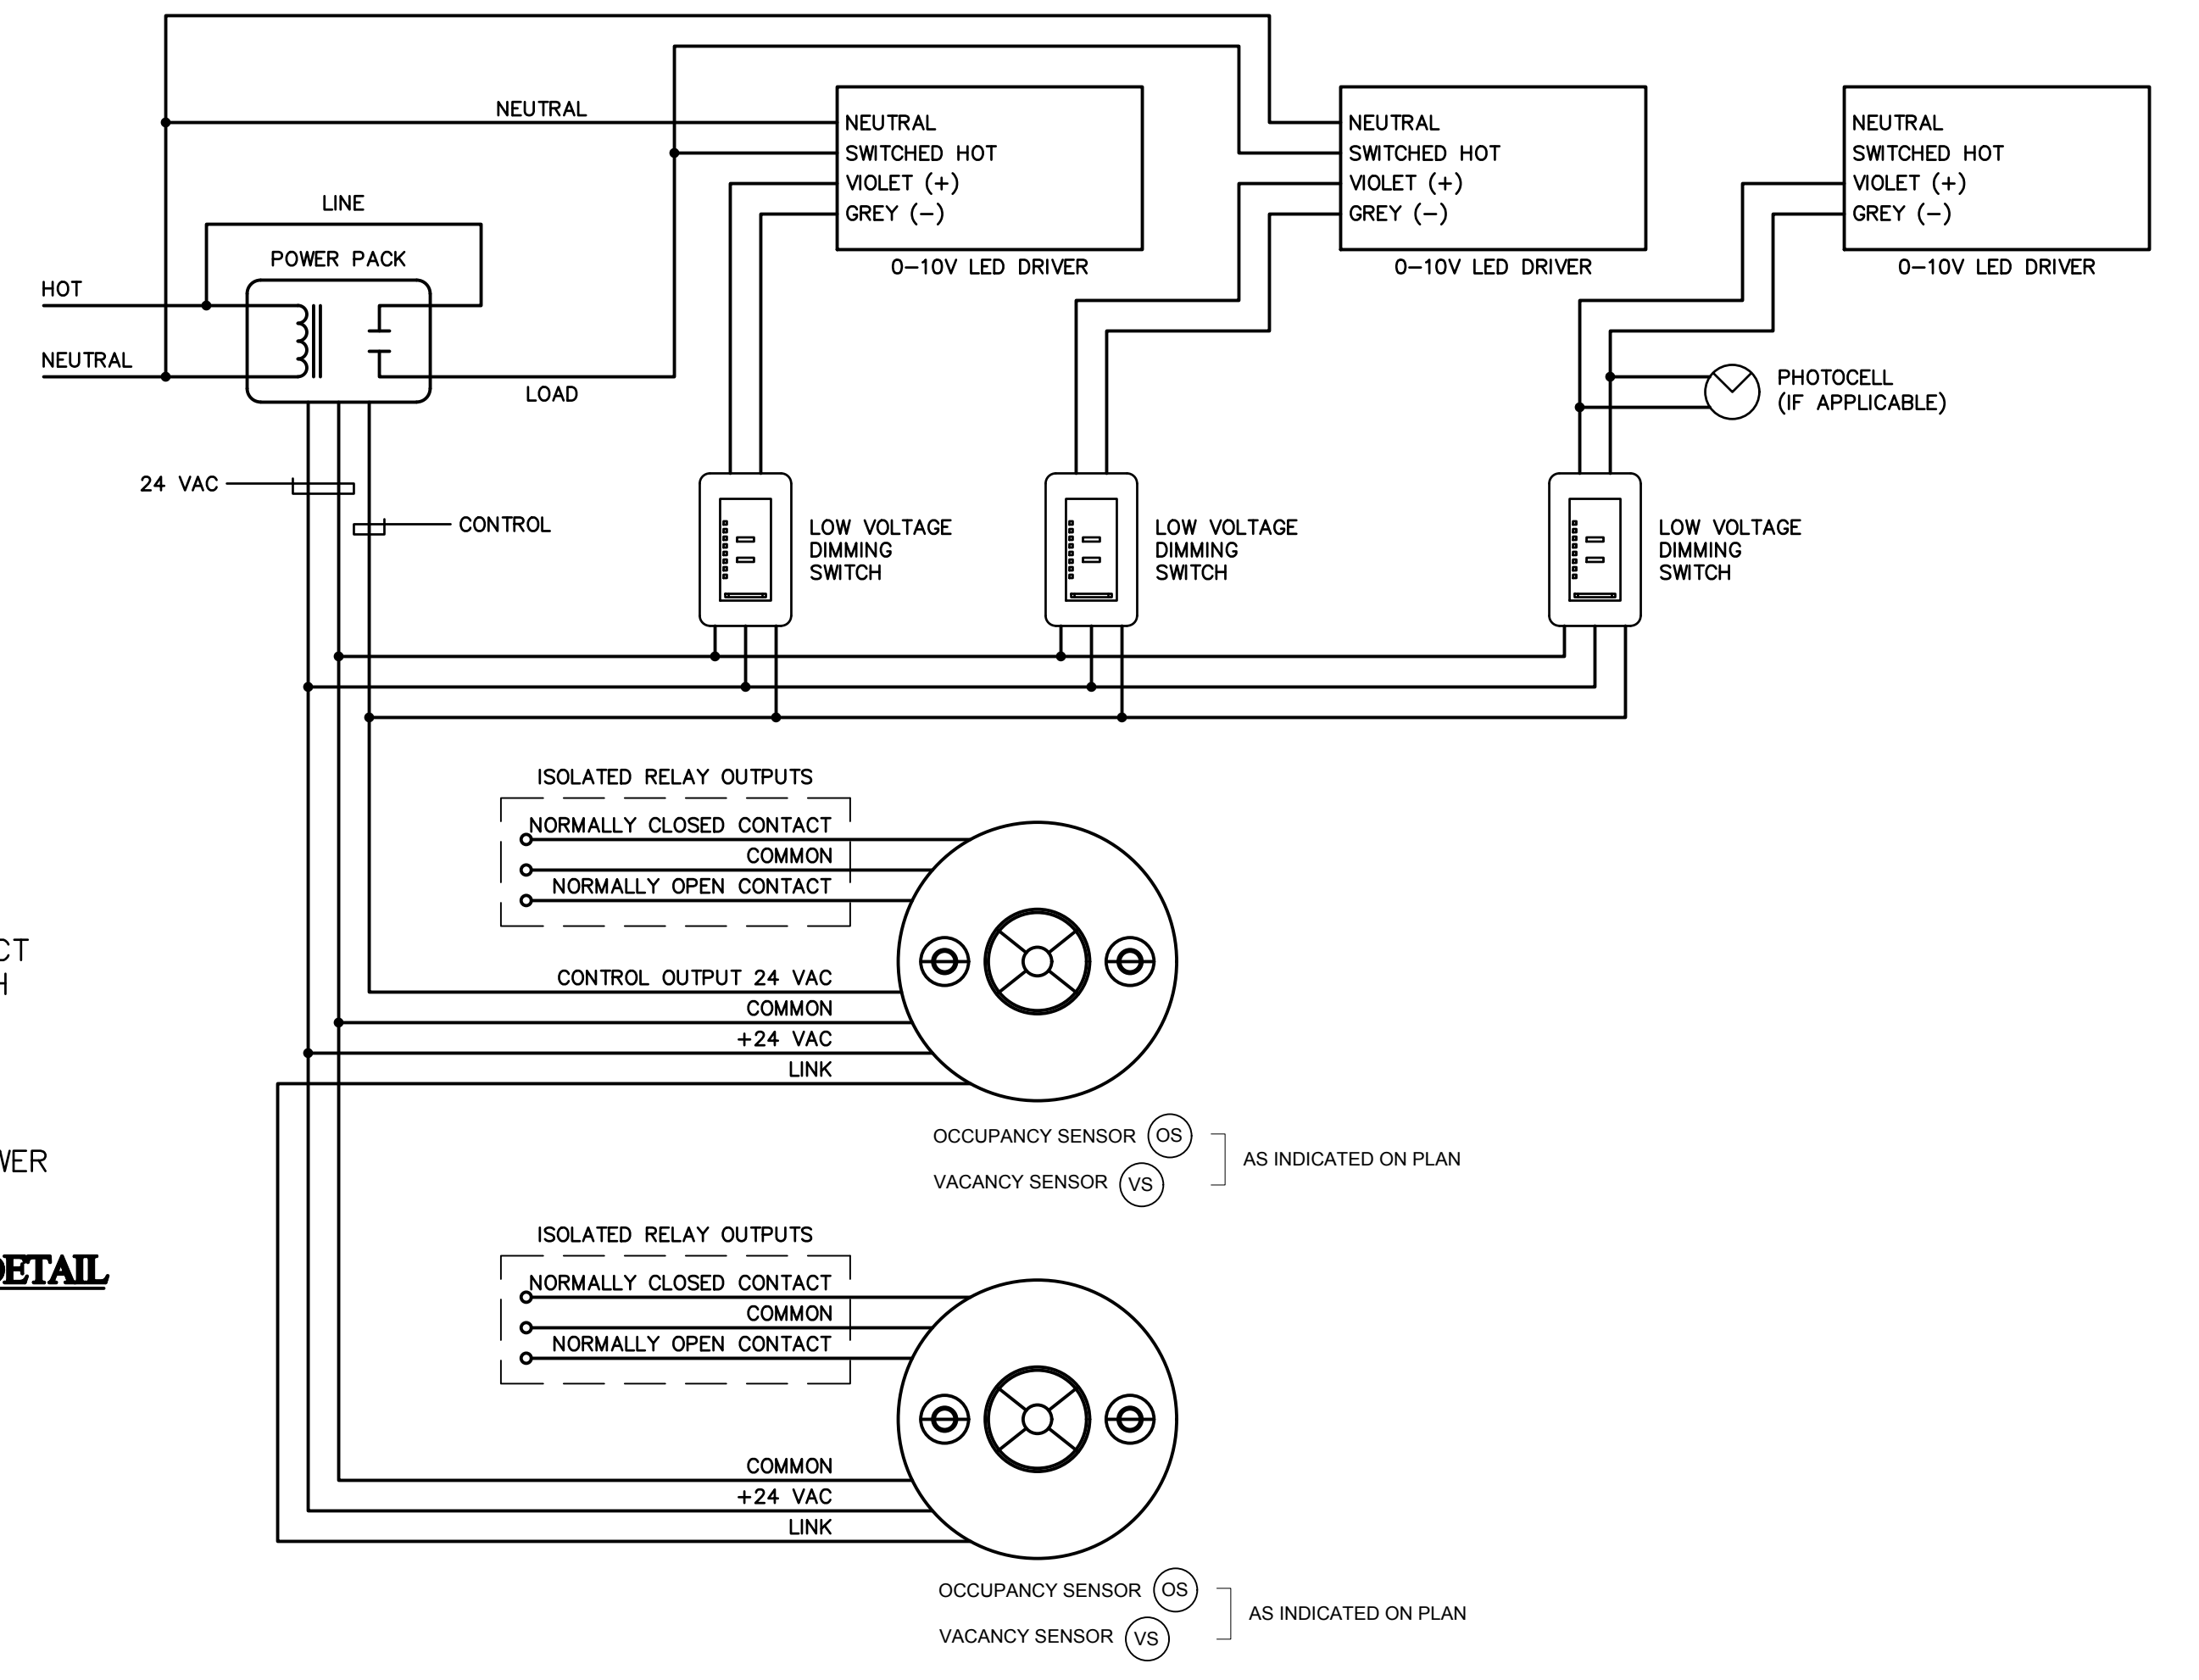 NEUTRAL
NEUTRAL
SWITCHED HOT
VIOLET (+)
GREY (−)
0−10V LED DRIVER
NEUTRAL
SWITCHED HOT
VIOLET (+)
GREY (−)
0−10V LED DRIVER
NEUTRAL
SWITCHED HOT
VIOLET (+)
GREY (−)
0−10V LED DRIVER
LINE
POWER PACK
HOT
NEUTRAL
LOAD
PHOTOCELL
(IF APPLICABLE)
24 VAC
CONTROL
LOW VOLTAGE
DIMMING
SWITCH
LOW VOLTAGE
DIMMING
SWITCH
LOW VOLTAGE
DIMMING
SWITCH
ISOLATED RELAY OUTPUTS
NORMALLY CLOSED CONTACT
COMMON
NORMALLY OPEN CONTACT
CT
H
CONTROL OUTPUT 24 VAC
COMMON
+24 VAC
LINK
OCCUPANCY SENSOR OS
VACANCY SENSOR VS
AS INDICATED ON PLAN
WER
DETAIL
ISOLATED RELAY OUTPUTS
NORMALLY CLOSED CONTACT
COMMON
NORMALLY OPEN CONTACT
COMMON
+24 VAC
LINK
OCCUPANCY SENSOR OS
VACANCY SENSOR VS
AS INDICATED ON PLAN